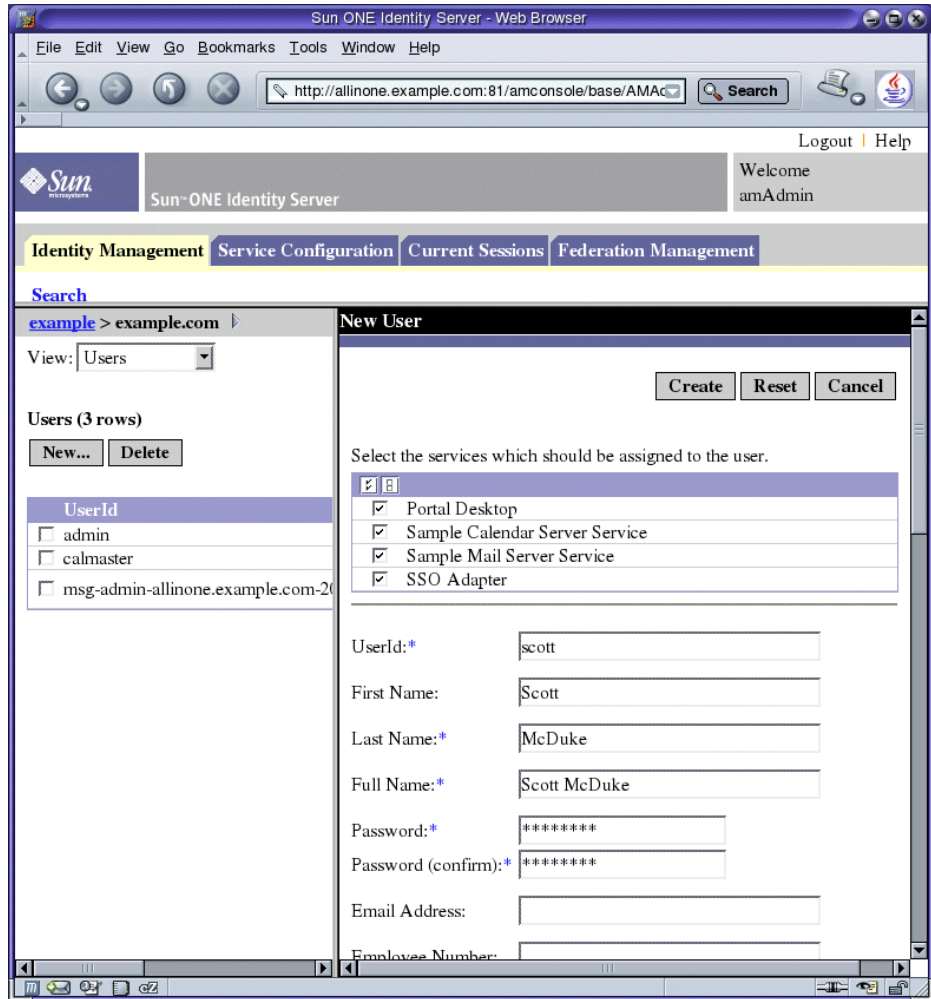 Sun ONE Identity Server - Web Browser
File Edit View Go Bookmarks Tools Window Help
http://allinone.example.com:81/amconsole/base/AMAd
Search
Logout | Help
Sun microsystems
Sun™ ONE Identity Server
Welcome
amAdmin
Identity Management Service Configuration Current Sessions Federation Management
Search
example > example.com
View: Users
Users (3 rows)
New... Delete
UserId
admin
calmaster
msg-admin-allinone.example.com-20
New User
Create Reset Cancel
Select the services which should be assigned to the user.
Portal Desktop
Sample Calendar Server Service
Sample Mail Server Service
SSO Adapter
UserId:* scott
First Name: Scott
Last Name:* McDuke
Full Name:* Scott McDuke
Password:* ********
Password (confirm):* ********
Email Address:
Employee Number: